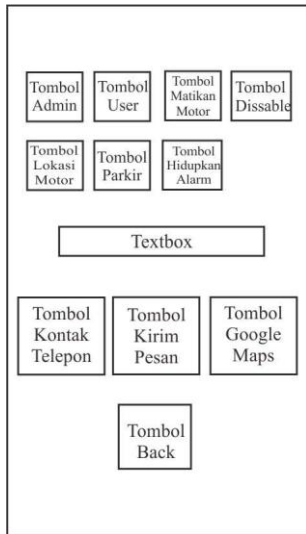 Tombol
Admin
Tombol
User
Tombol
Matikan
Motor
Tombol
Dissable
Tombol
Lokasi
Motor
Tombol
Parkir
Tombol
Hidupkan
Alarm
Textbox
Tombol
Kontak
Telepon
Tombol
Kirim
Pesan
Tombol
Google
Maps
Tombol
Back